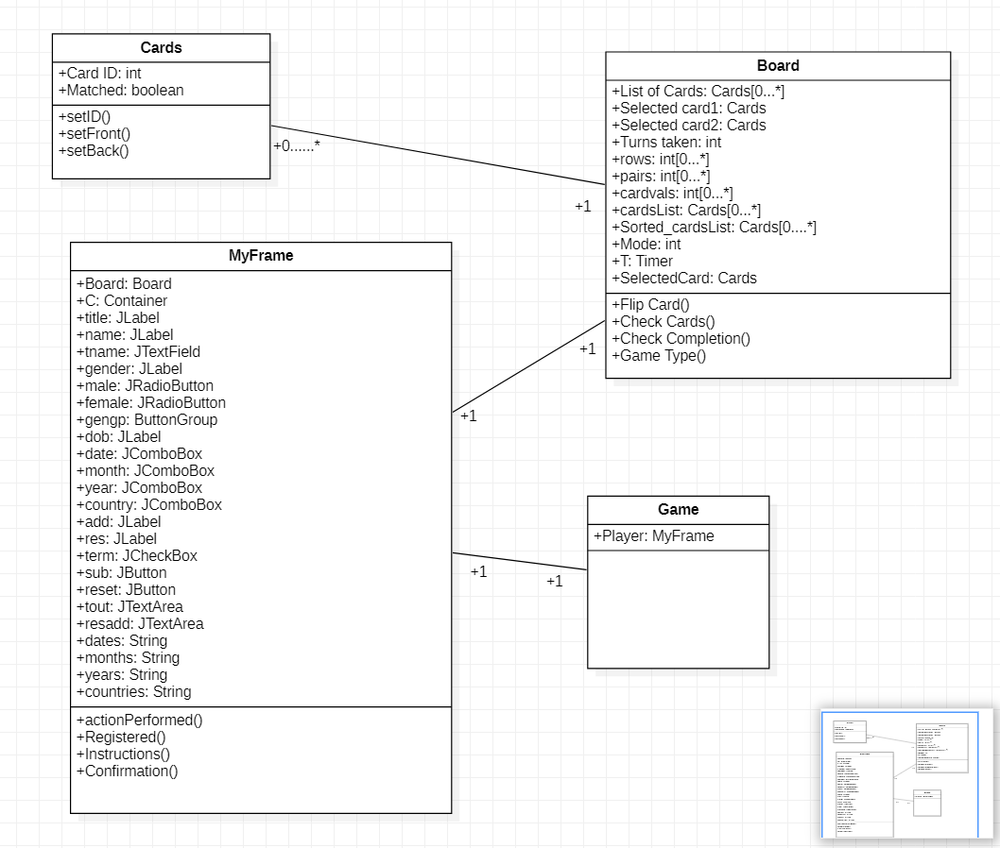 Cards
+Card ID: int
+Matched: boolean
+setID()
+setFront()
+setBack()
+0......*
+1
Board
+List of Cards: Cards[0...*]
+Selected card1: Cards
+Selected card2: Cards
+Turns taken: int
+rows: int[0...*]
+pairs: int[0...*]
+cardvals: int[0...*]
+cardsList: Cards[0...*]
+Sorted_cardsList: Cards[0....*]
+Mode: int
+T: Timer
+SelectedCard: Cards
+Flip Card()
+Check Cards()
+Check Completion()
+Game Type()
+1
+1
MyFrame
+Board: Board
+C: Container
+title: JLabel
+name: JLabel
+tname: JTextField
+gender: JLabel
+male: JRadioButton
+female: JRadioButton
+gengp: ButtonGroup
+dob: JLabel
+date: JComboBox
+month: JComboBox
+year: JComboBox
+country: JComboBox
+add: JLabel
+res: JLabel
+term: JCheckBox
+sub: JButton
+reset: JButton
+tout: JTextArea
+resadd: JTextArea
+dates: String
+months: String
+years: String
+countries: String
+actionPerformed()
+Registered()
+Instructions()
+Confirmation()
+1
+1
Game
+Player: MyFrame